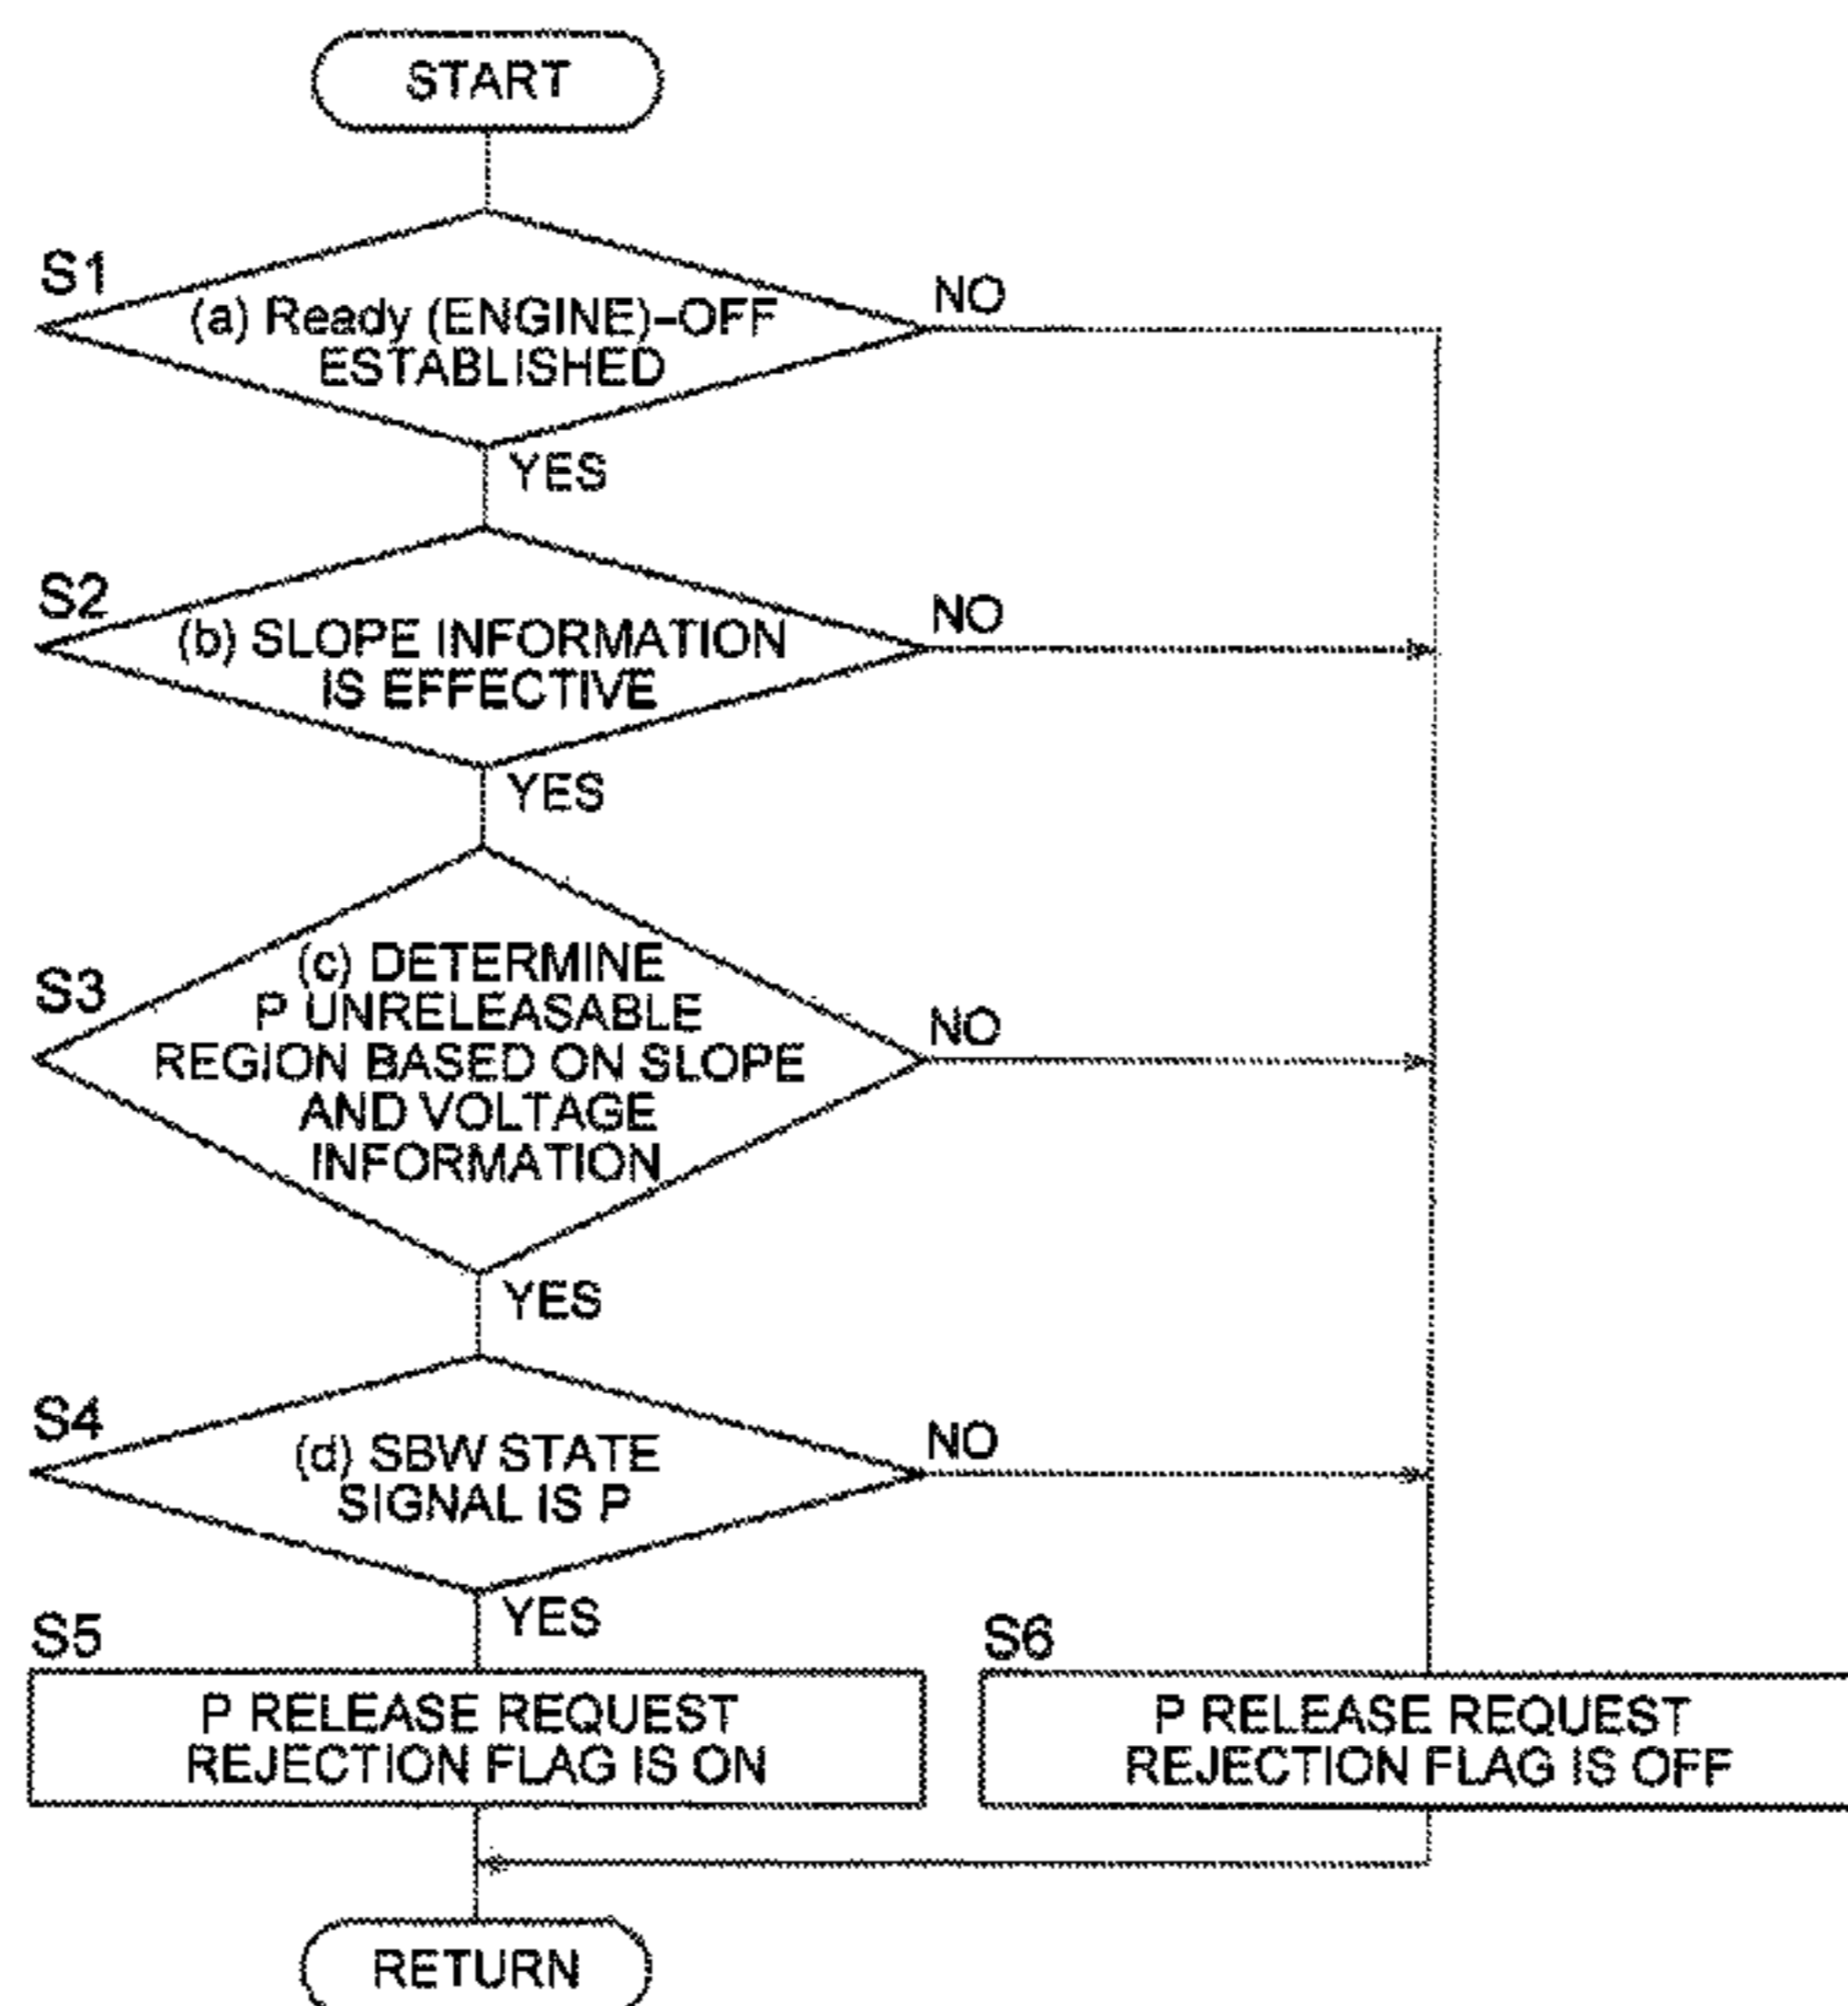 START
S1
(a) Ready (ENGINE)-OFF
ESTABLISHED
NO
YES
S2
(b) SLOPE INFORMATION
IS EFFECTIVE
NO
YES
S3
(c) DETERMINE
P UNRELEASABLE
REGION BASED ON SLOPE
AND VOLTAGE
INFORMATION
NO
YES
S4
(d) SBW STATE
SIGNAL IS P
NO
YES
S5
P RELEASE REQUEST
REJECTION FLAG IS ON
S6
P RELEASE REQUEST
REJECTION FLAG IS OFF
RETURN